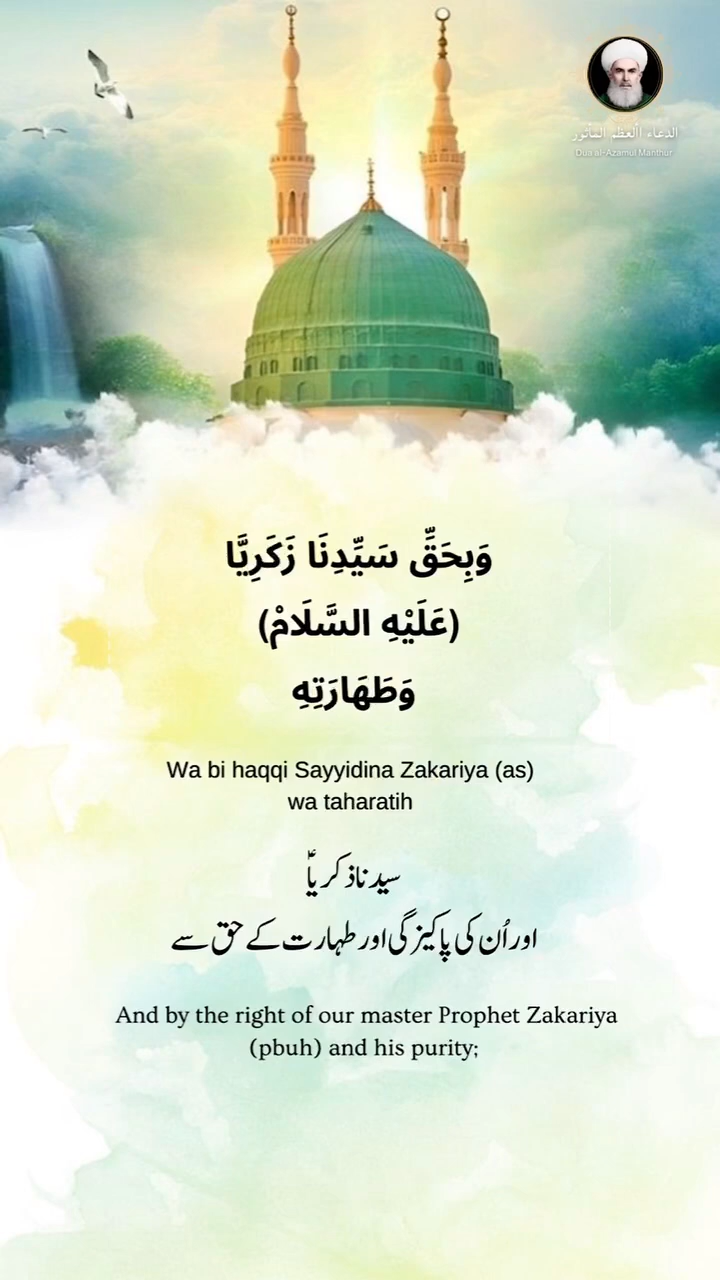 الدعاء الأعظم المأثور
Dua al-Azamul Manthur
وَبِحَقِّ سَيِّدِنَا زَكَرِيَّا
(عَلَيْهِ السَّلَامْ)
وَطَهَارَتِهِ
Wa bi haqqi Sayyidina Zakariya (as)
wa taharatih
سیدنا ذکریاؑ
اور اُن کی پاکیزگی اور طہارت کے حق سے
And by the right of our master Prophet Zakariya
(pbuh) and his purity;